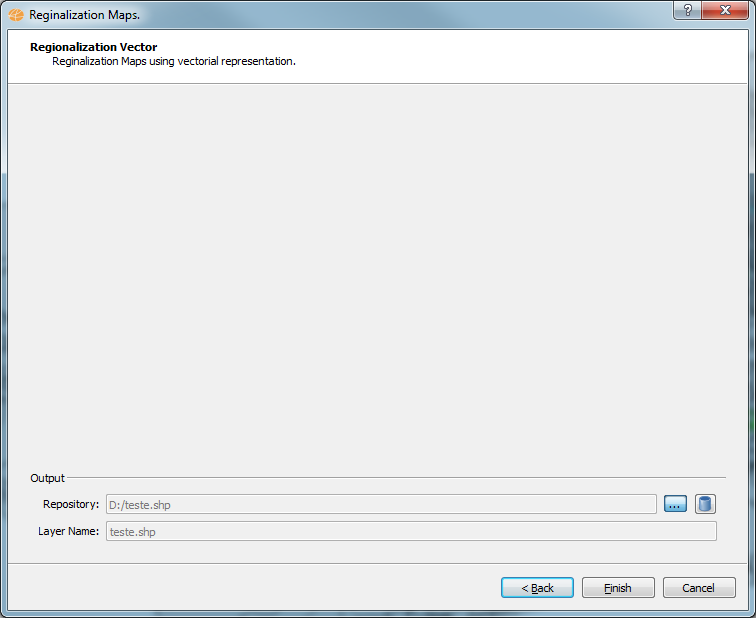 Reginalization Maps.
?
Regionalization Vector
Reginalization Maps using vectorial representation.
Output
Repository: D:/teste.shp ...
Layer Name: teste.shp
< Back Finish Cancel